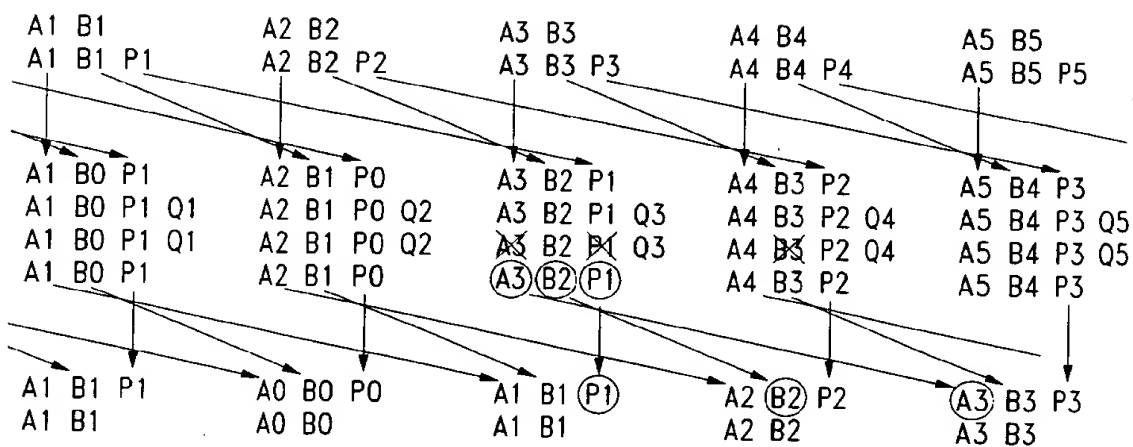 A1 B1 A2 B2 A3 B3 A4 B4 A5 B5
A1 B1 P1 A2 B2 P2 A3 B3 P3 A4 B4 P4 A5 B5 P5
A1 B0 P1 A2 B1 P0 A3 B2 P1 A4 B3 P2 A5 B4 P3
A1 B0 P1 Q1 A2 B1 P0 Q2 A3 B2 P1 Q3 A4 B3 P2 Q4 A5 B4 P3 Q5
A1 B0 P1 Q1 A2 B1 P0 Q2 A3 B2 P1 Q3 A4 B3 P2 Q4 A5 B4 P3 Q5
A1 B0 P1 A2 B1 P0 A3 B2 P1 A4 B3 P2 A5 B4 P3
A1 B1 P1 A0 B0 P0 A1 B1 P1 A2 B2 P2 A3 B3 P3
A1 B1 A0 B0 A1 B1 A2 B2 A3 B3